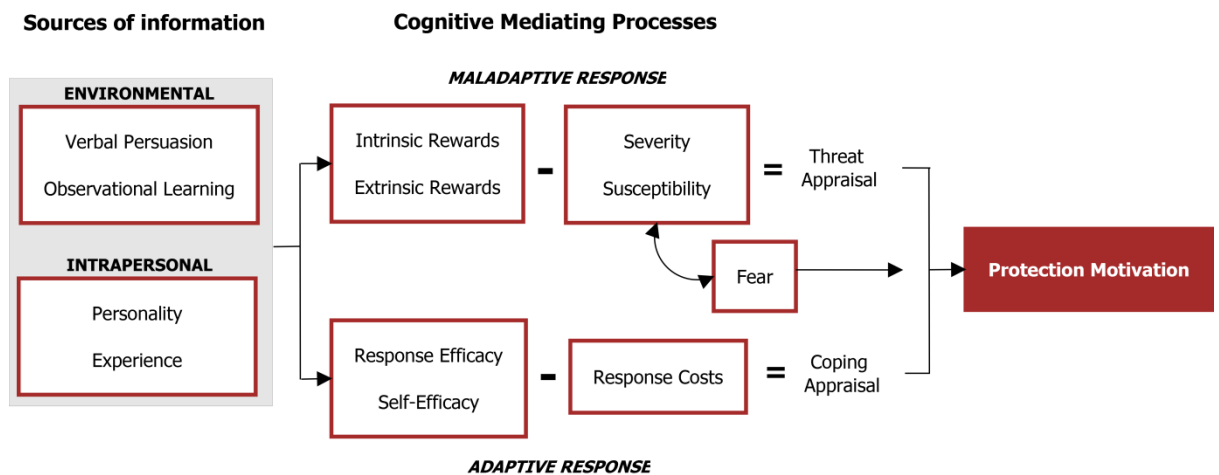 Sources of information
Cognitive Mediating Processes
MALADAPTIVE RESPONSE
ENVIRONMENTAL
Verbal Persuasion
Observational Learning
INTRAPERSONAL
Personality
Experience
Intrinsic Rewards
Extrinsic Rewards
-
Severity
Susceptibility
=
Threat
Appraisal
Fear
Response Efficacy
Self-Efficacy
-
Response Costs
=
Coping
Appraisal
Protection Motivation
ADAPTIVE RESPONSE